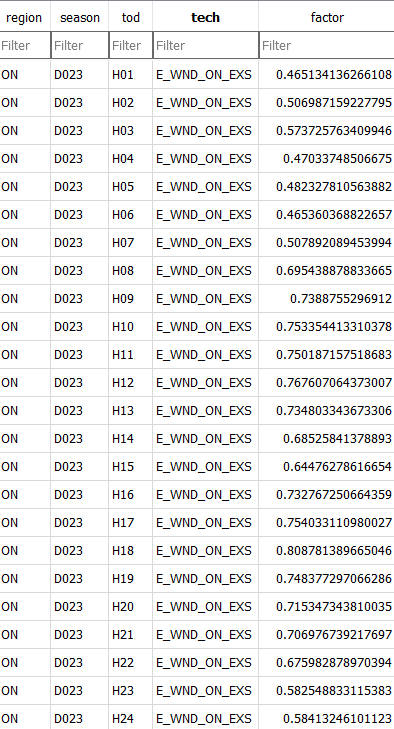 region season tod tech factor
Filter Filter Filter Filter Filter
ON D023 H01 E_WND_ON_EXS 0.465134136266108
ON D023 H02 E_WND_ON_EXS 0.506987159227795
ON D023 H03 E_WND_ON_EXS 0.573725763409946
ON D023 H04 E_WND_ON_EXS 0.47033748506675
ON D023 H05 E_WND_ON_EXS 0.482327810563882
ON D023 H06 E_WND_ON_EXS 0.465360368822657
ON D023 H07 E_WND_ON_EXS 0.507892089453994
ON D023 H08 E_WND_ON_EXS 0.695438878833665
ON D023 H09 E_WND_ON_EXS 0.7388755296912
ON D023 H10 E_WND_ON_EXS 0.753354413310378
ON D023 H11 E_WND_ON_EXS 0.750187157518683
ON D023 H12 E_WND_ON_EXS 0.767607064373007
ON D023 H13 E_WND_ON_EXS 0.734803343673306
ON D023 H14 E_WND_ON_EXS 0.68525841378893
ON D023 H15 E_WND_ON_EXS 0.64476278616654
ON D023 H16 E_WND_ON_EXS 0.732767250664359
ON D023 H17 E_WND_ON_EXS 0.754033110980027
ON D023 H18 E_WND_ON_EXS 0.808781389665046
ON D023 H19 E_WND_ON_EXS 0.748377297066286
ON D023 H20 E_WND_ON_EXS 0.715347343810035
ON D023 H21 E_WND_ON_EXS 0.706976739217697
ON D023 H22 E_WND_ON_EXS 0.675982878970394
ON D023 H23 E_WND_ON_EXS 0.582548833115383
ON D023 H24 E_WND_ON_EXS 0.58413246101123